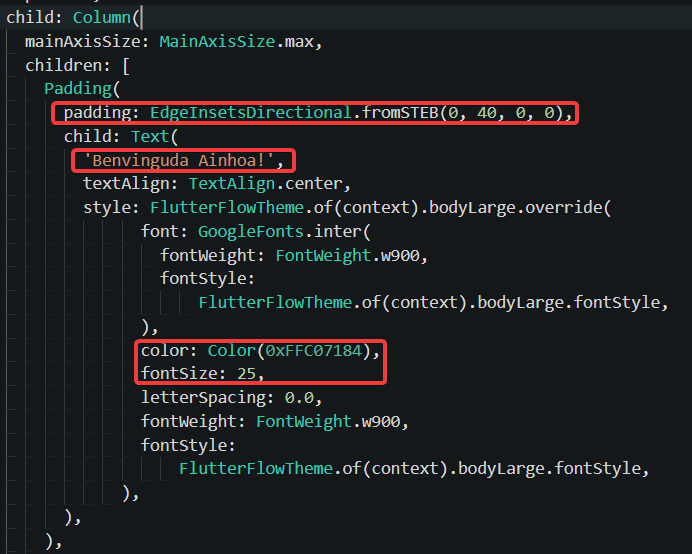 child: Column(
mainAxisSize: MainAxisSize.max,
children: [
Padding(
padding: EdgeInsetsDirectional.fromSTEB(0, 40, 0, 0),
child: Text(
'Benvinguda Ainhoa!',
textAlign: TextAlign.center,
style: FlutterFlowTheme.of(context).bodyLarge.override(
font: GoogleFonts.inter(
fontWeight: FontWeight.w900,
fontStyle:
FlutterFlowTheme.of(context).bodyLarge.fontStyle,
),
color: Color(0xFFC07184),
fontSize: 25,
letterSpacing: 0.0,
fontWeight: FontWeight.w900,
fontStyle:
FlutterFlowTheme.of(context).bodyLarge.fontStyle,
),
),
),